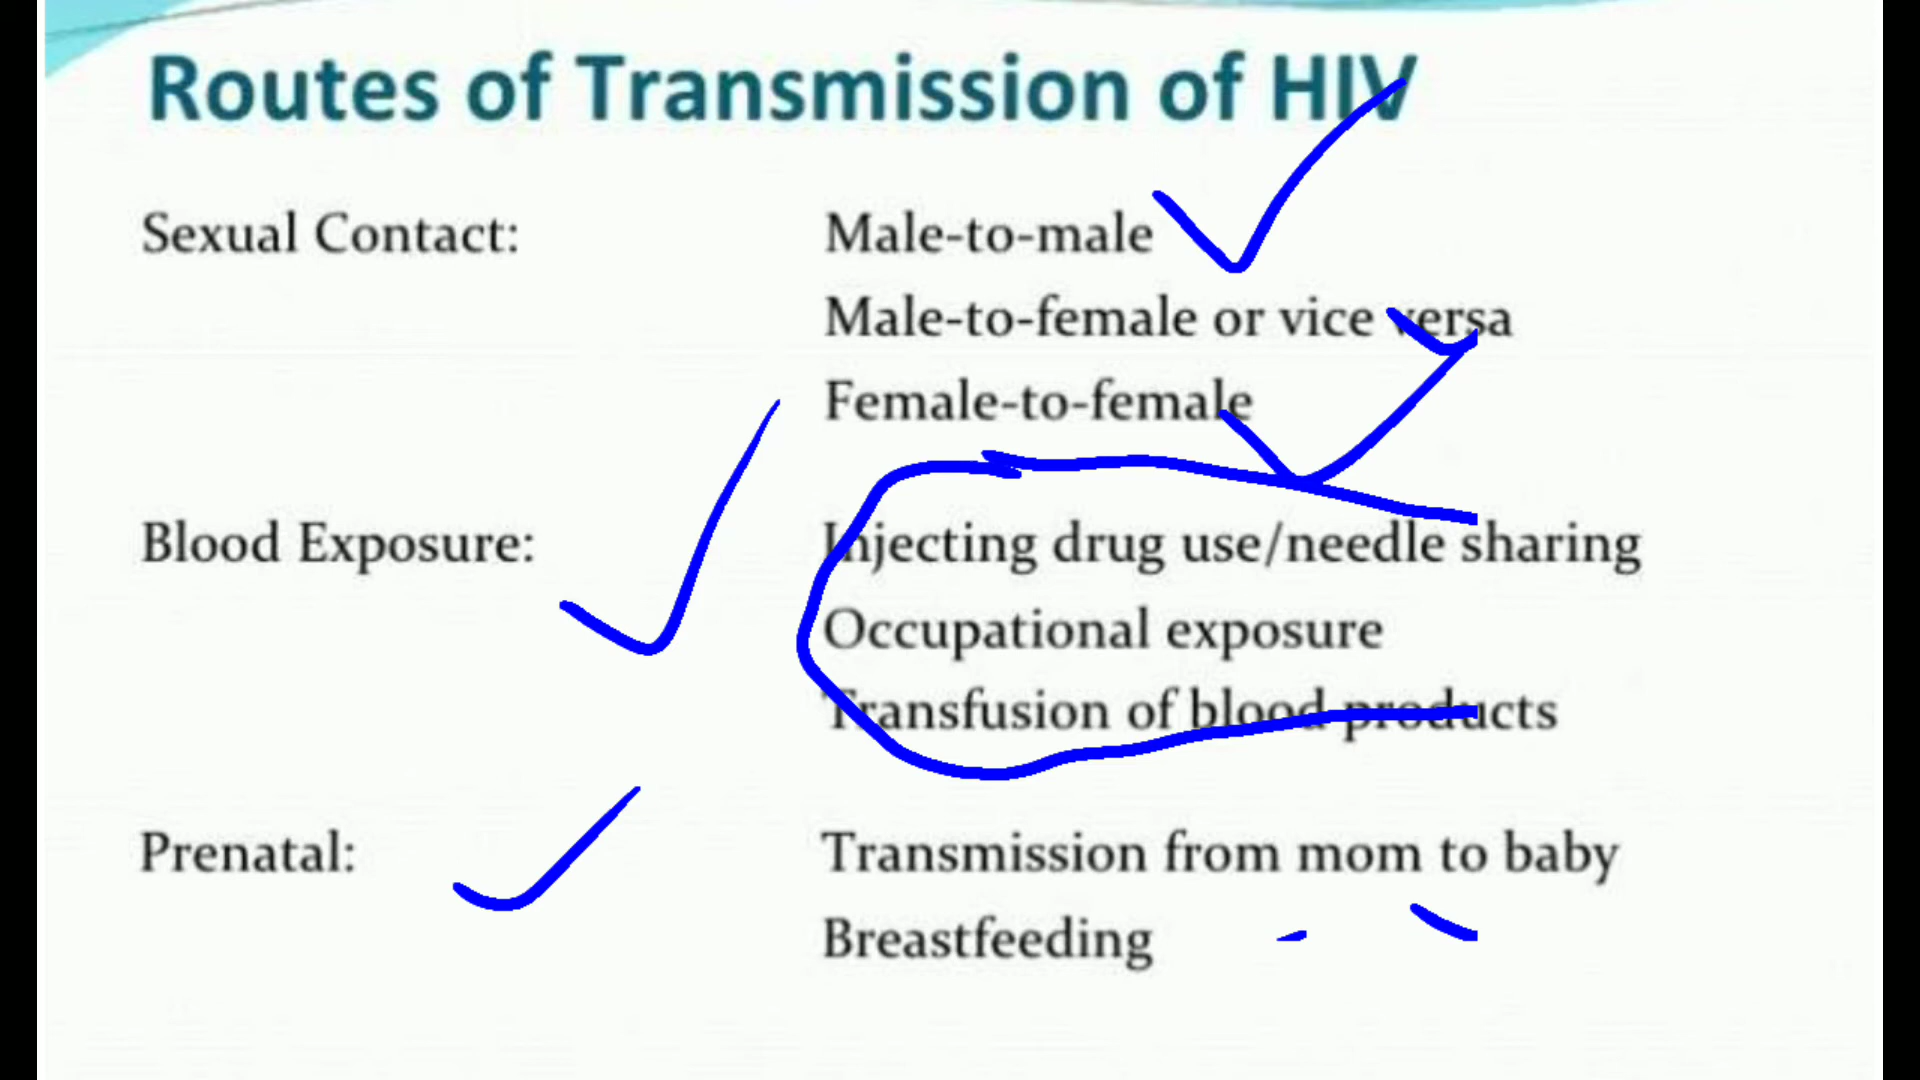 Routes of Transmission of HIV
Sexual Contact: Male-to-male
Male-to-female or vice versa
Female-to-female
Blood Exposure: Injecting drug use/needle sharing
Occupational exposure
Transfusion of blood products
Prenatal: Transmission from mom to baby
Breastfeeding